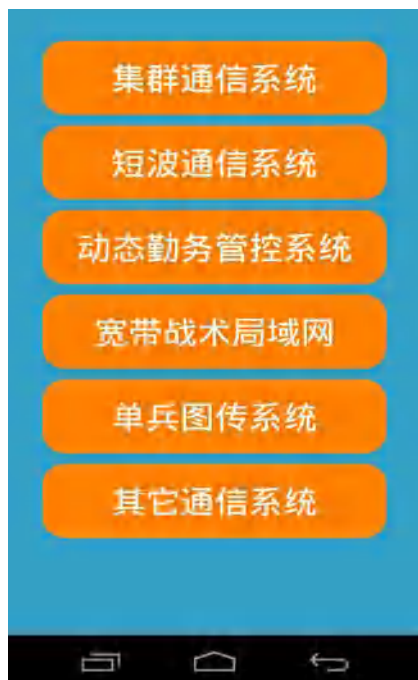 集群通信系统
短波通信系统
动态勤务管控系统
宽带战术局域网
单兵图传系统
其它通信系统